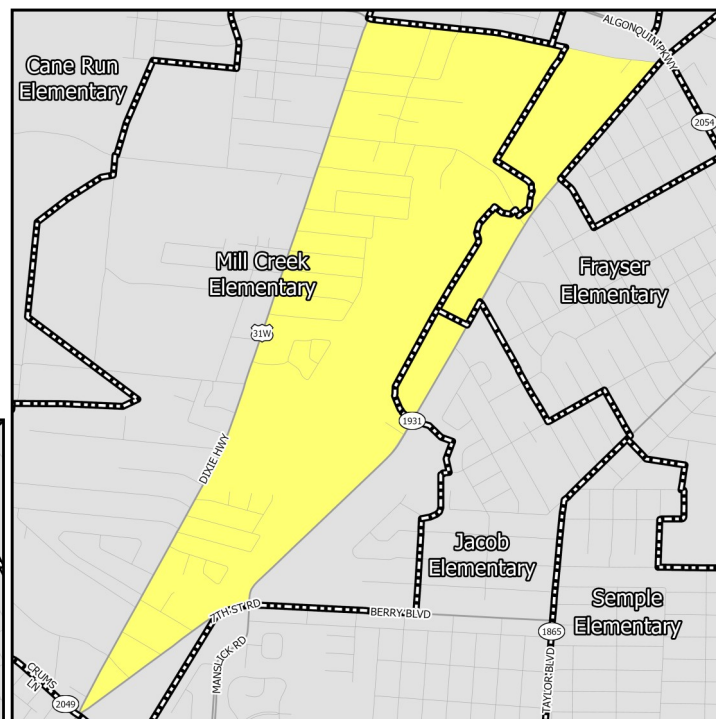 ALGONQUIN PKWY
Cane Run
Elementary
2054
Mill Creek
Elementary
Frayser
Elementary
31W
1931
DIXIE HWY
Jacob
Elementary
Semple
Elementary
7TH ST RD
BERRY BLVD
1865
MANSLICK RD
TAYLOR BLVD
CRUMS
LN
2049